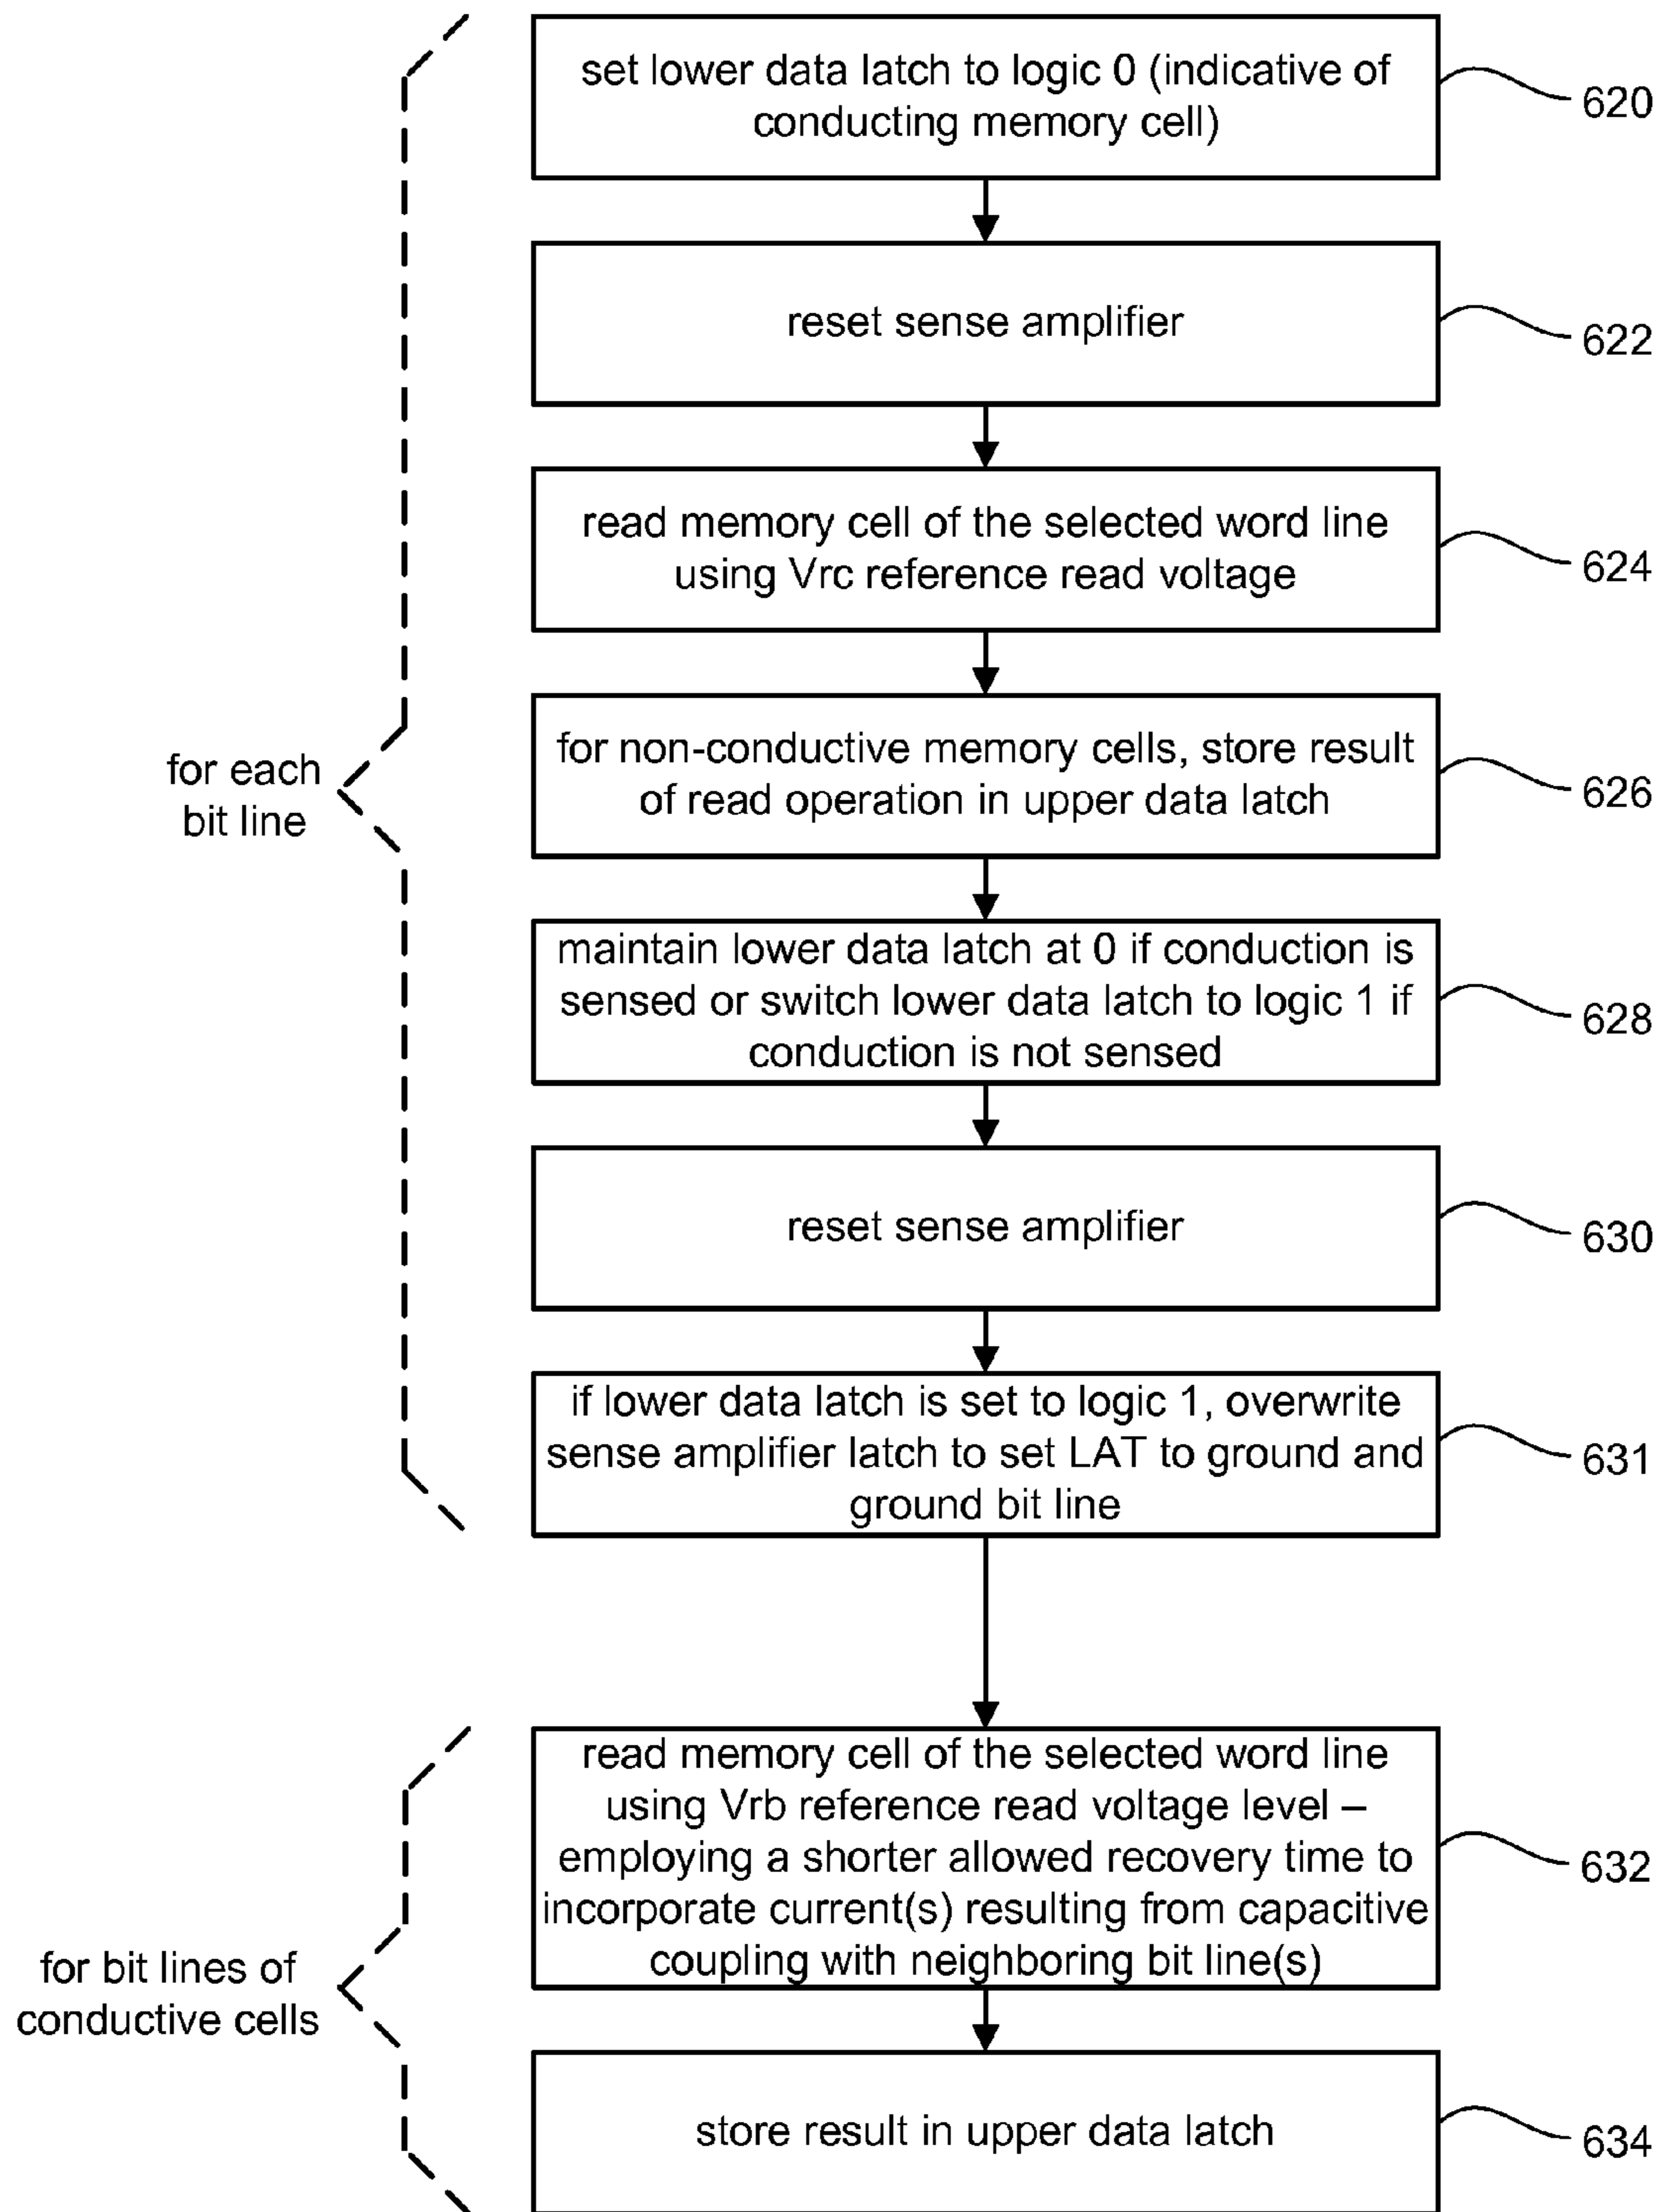 set lower data latch to logic 0 (indicative of
conducting memory cell)
620
reset sense amplifier
622
read memory cell of the selected word line
using Vrc reference read voltage
624
for non-conductive memory cells, store result
of read operation in upper data latch
626
for each
bit line
maintain lower data latch at 0 if conduction is
sensed or switch lower data latch to logic 1 if
conduction is not sensed
628
reset sense amplifier
630
if lower data latch is set to logic 1, overwrite
sense amplifier latch to set LAT to ground and
ground bit line
631
read memory cell of the selected word line
using Vrb reference read voltage level –
employing a shorter allowed recovery time to
incorporate current(s) resulting from capacitive
coupling with neighboring bit line(s)
632
for bit lines of
conductive cells
store result in upper data latch
634